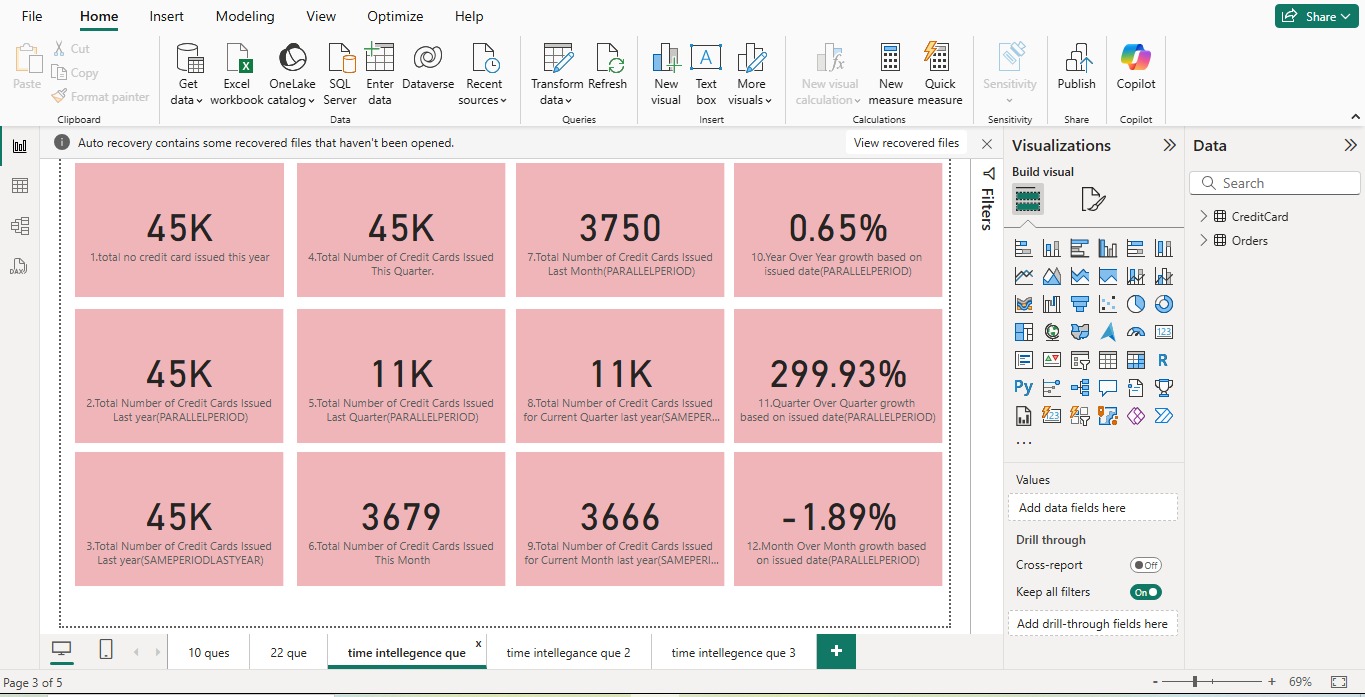 File Home Insert Modeling View Optimize Help Share
Paste
Cut
Copy
Format painter
Clipboard
Get data
Excel workbook
OneLake catalog
SQL Server
Enter data
Dataverse
Recent sources
Data
Transform data
Refresh
Queries
New visual
Text box
More visuals
Insert
New visual calculation
New measure
Quick measure
Calculations
Sensitivity
Sensitivity
Publish
Share
Copilot
Copilot
Auto recovery contains some recovered files that haven't been opened.
View recovered files
45K
1.total no credit card issued this year
45K
4.Total Number of Credit Cards Issued
This Quarter.
3750
7.Total Number of Credit Cards Issued
Last Month(PARALLELPERIOD)
0.65%
10.Year Over Year growth based on
issued date(PARALLELPERIOD)
45K
2.Total Number of Credit Cards Issued
Last year(PARALLELPERIOD)
11K
5.Total Number of Credit Cards Issued
Last Quarter(PARALLELPERIOD)
11K
8.Total Number of Credit Cards Issued
for Current Quarter last year(SAMEPER...
299.93%
11.Quarter Over Quarter growth
based on issued date(PARALLELPERIOD)
45K
3.Total Number of Credit Cards Issued
Last year(SAMEPERIODLASTYEAR)
3679
6.Total Number of Credit Cards Issued
This Month
3666
9.Total Number of Credit Cards Issued
for Current Month last year(SAMEPERI...
-1.89%
12.Month Over Month growth based
on issued date(PARALLELPERIOD)
Filters
Visualizations
Build visual
123
R
Py
123
...
Values
Add data fields here
Drill through
Cross-report
Off
Keep all filters
On
Add drill-through fields here
Data
Search
CreditCard
Orders
DAX
10 ques
22 que
time intellegence que
x
time intellegance que 2
time intellegence que 3
+
Page 3 of 5
- + 69%